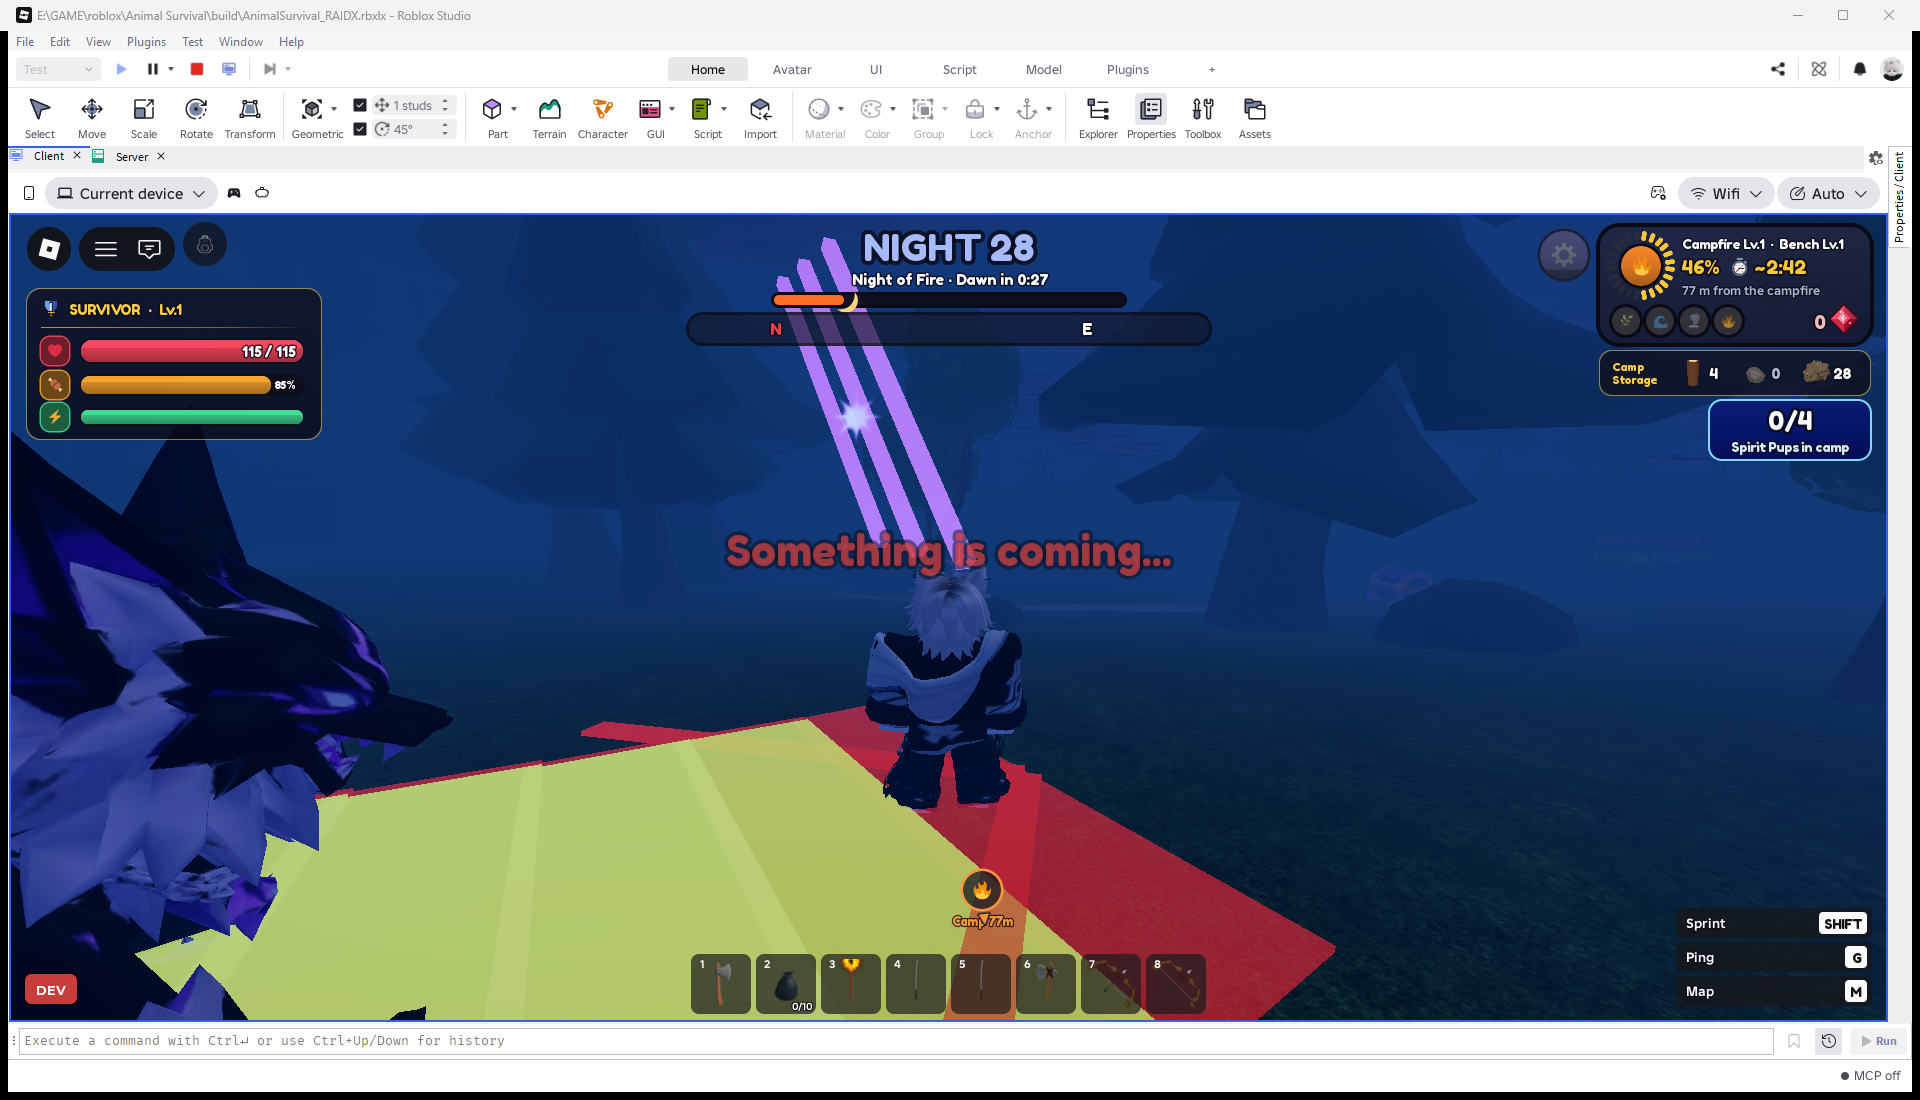 E:\GAME\roblox\Animal Survival\build\AnimalSurvival_RAIDX.rbxlx - Roblox Studio
File Edit View Plugins Test Window Help
Test
Home Avatar UI Script Model Plugins +
1 studs
45°
Select Move Scale Rotate Transform Geometric Part Terrain Character GUI Script Import Material Color Group Lock Anchor Explorer Properties Toolbox Assets
Client Server
Current device
Wifi
Auto
Properties / Client
NIGHT 28
Night of Fire · Dawn in 0:27
N E
SURVIVOR · Lv.1
115 / 115
85%
Campfire Lv.1 · Bench Lv.1
46% ~2:42
77 m from the campfire
0
Camp Storage
4 0 28
0/4
Spirit Pups in camp
Something is coming...
110 / 110
Camp 77m
1 2 3 4 5 6 7 8
0/10
Sprint SHIFT
Ping G
Map M
DEV
Execute a command with Ctrl↵ or use Ctrl+Up/Down for history
Run
MCP off